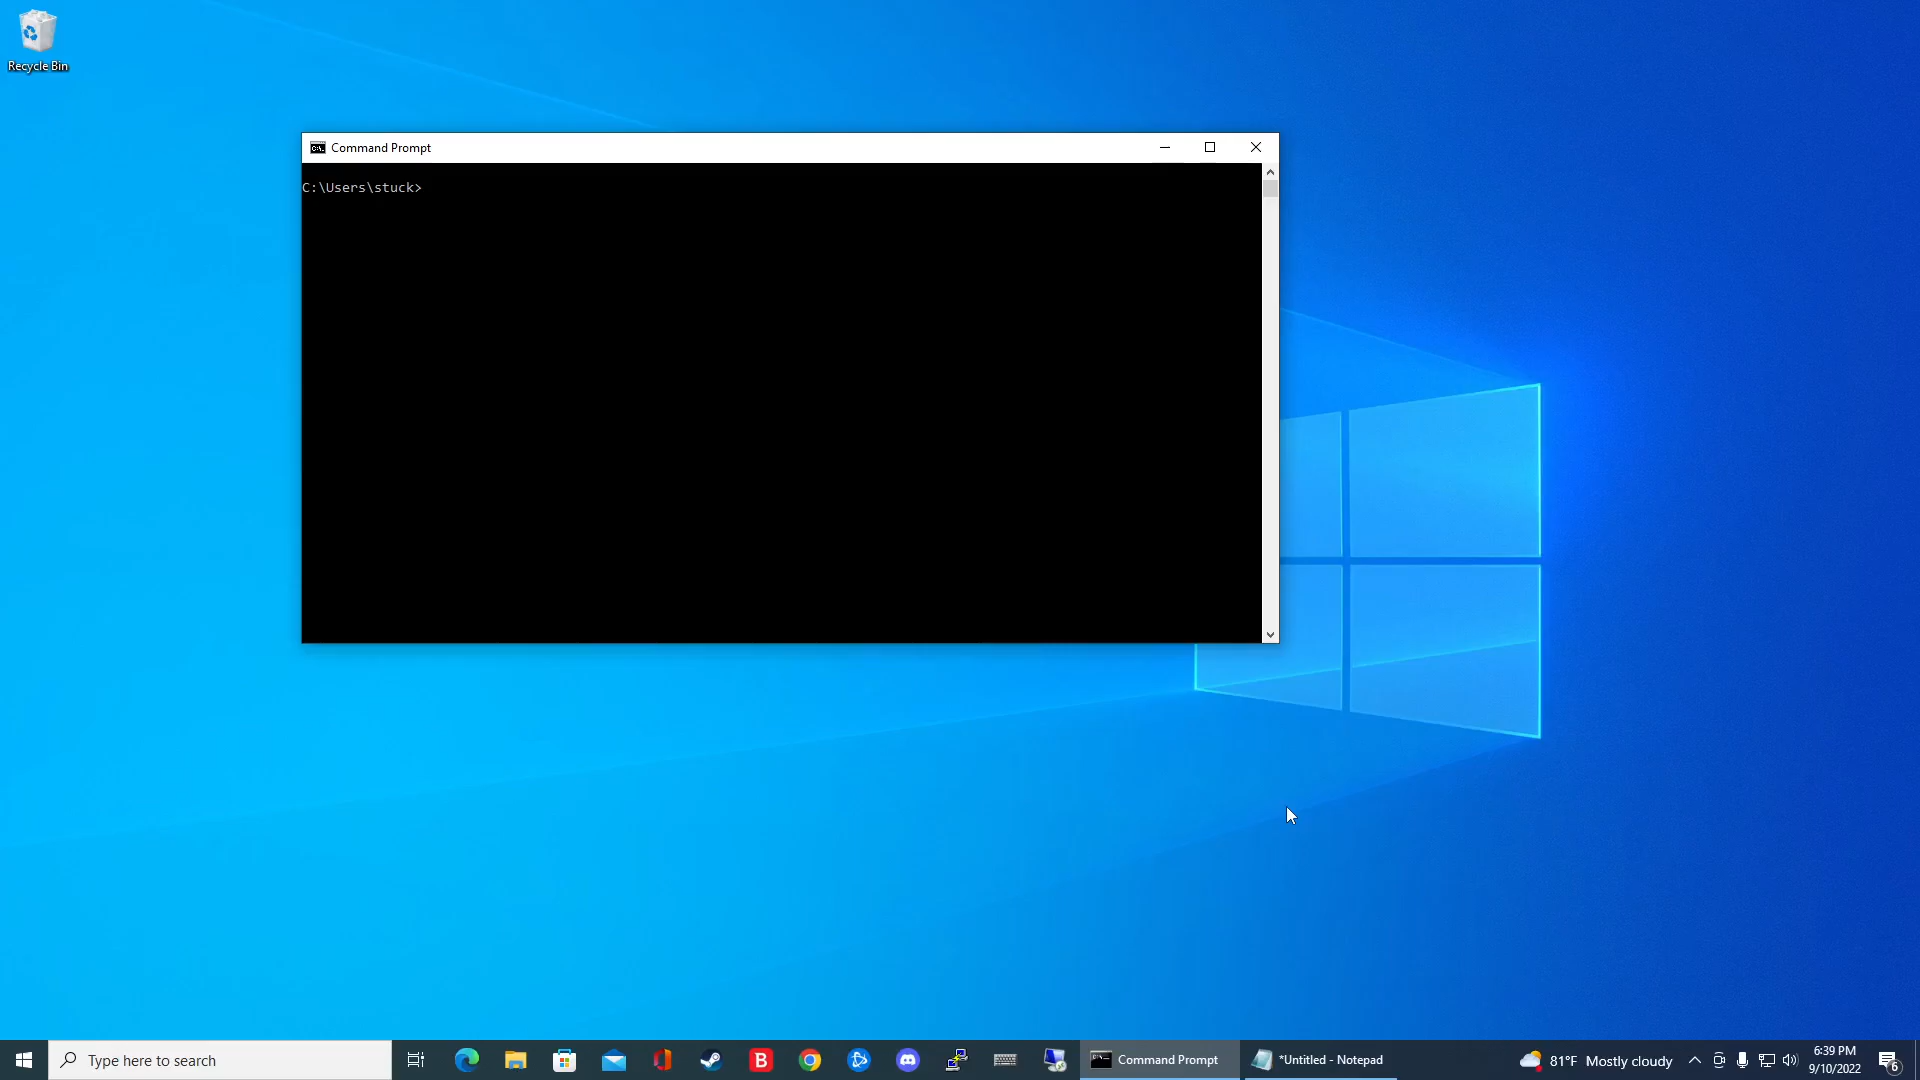 Recycle Bin
Command Prompt
C:\Users\stuck>
Type here to search
B
Command Prompt
*Untitled - Notepad
81°F Mostly cloudy
6:39 PM
9/10/2022
6